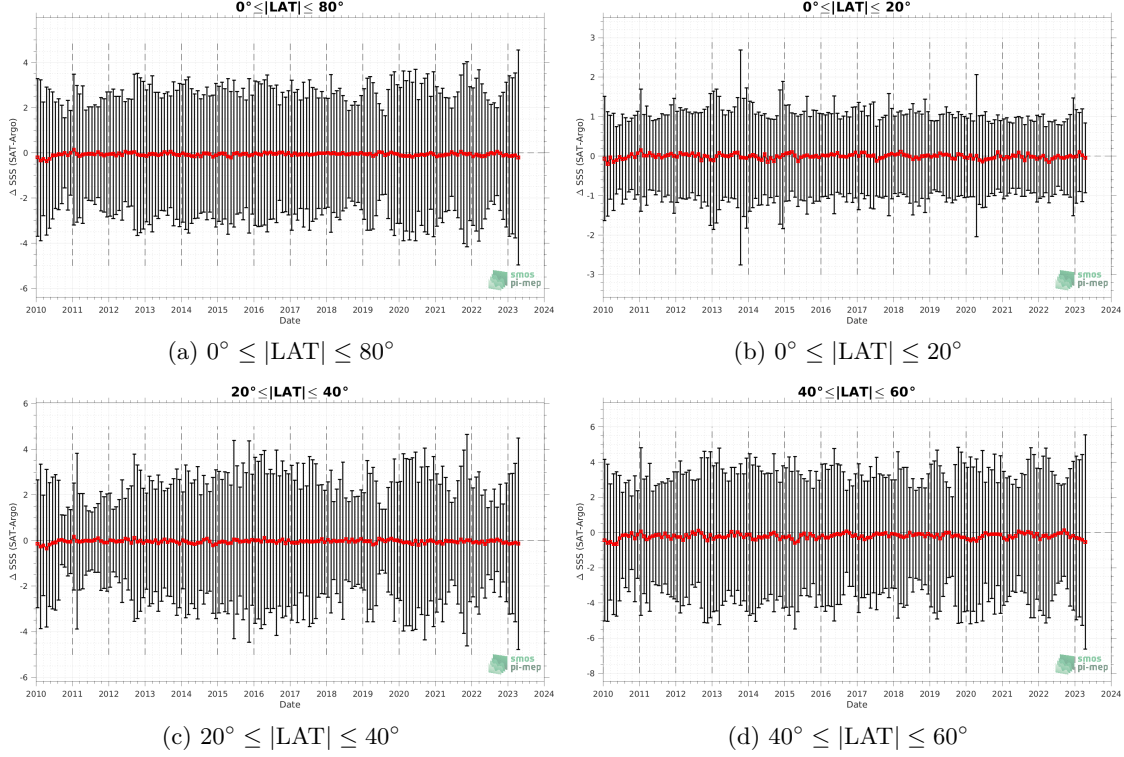 0°≤|LAT|≤ 80°
4
2
0
-2
-4
-6
Δ SSS (SAT-Argo)
2010 2011 2012 2013 2014 2015 2016 2017 2018 2019 2020 2021 2022 2023 2024
Date
smos
pi-mep
(a) 0° ≤ |LAT| ≤ 80°
0°≤|LAT|≤ 20°
3
2
1
0
-1
-2
-3
Δ SSS (SAT-Argo)
2010 2011 2012 2013 2014 2015 2016 2017 2018 2019 2020 2021 2022 2023 2024
Date
smos
pi-mep
(b) 0° ≤ |LAT| ≤ 20°
20°≤|LAT|≤ 40°
6
4
2
0
-2
-4
-6
Δ SSS (SAT-Argo)
2010 2011 2012 2013 2014 2015 2016 2017 2018 2019 2020 2021 2022 2023 2024
Date
smos
pi-mep
(c) 20° ≤ |LAT| ≤ 40°
40°≤|LAT|≤ 60°
6
4
2
0
-2
-4
-6
-8
Δ SSS (SAT-Argo)
2010 2011 2012 2013 2014 2015 2016 2017 2018 2019 2020 2021 2022 2023 2024
Date
smos
pi-mep
(d) 40° ≤ |LAT| ≤ 60°